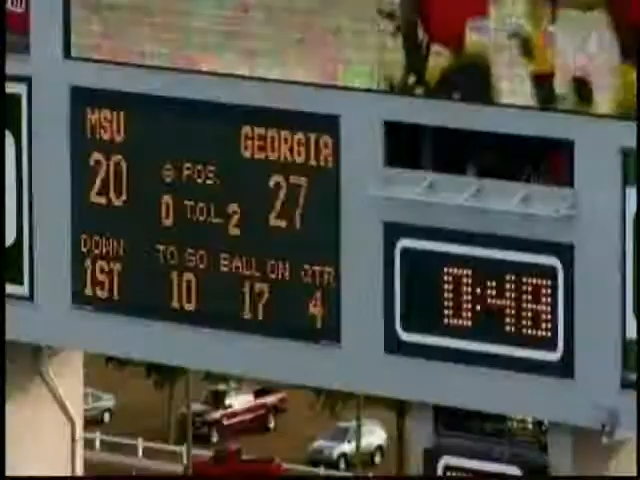 MSU GEORGIA
20 POS. 27
0 T.O.L. 2
DOWN TO GO BALL ON QTR
1ST 10 17 4
0:48